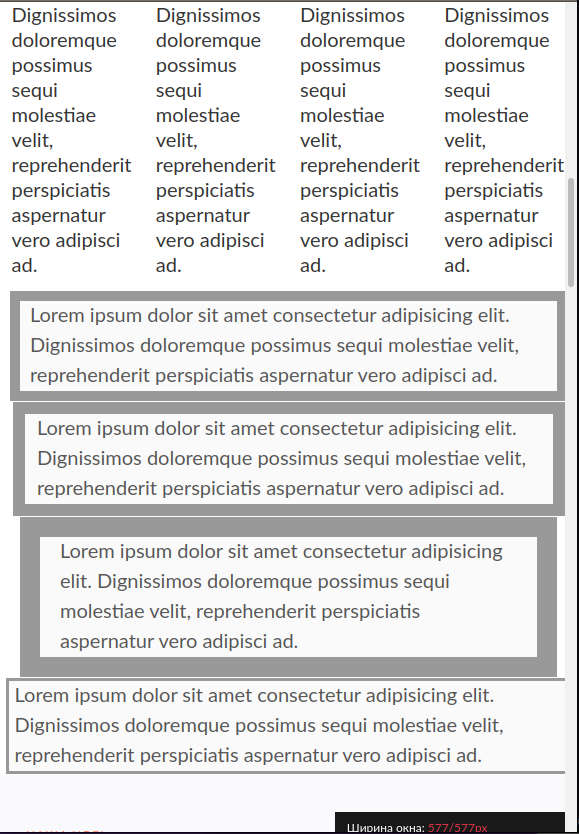 Dignissimos
doloremque
possimus
sequi
molestiae
velit,
reprehenderit
perspiciatis
aspernatur
vero adipisci
ad.
Dignissimos
doloremque
possimus
sequi
molestiae
velit,
reprehenderit
perspiciatis
aspernatur
vero adipisci
ad.
Dignissimos
doloremque
possimus
sequi
molestiae
velit,
reprehenderit
perspiciatis
aspernatur
vero adipisci
ad.
Dignissimos
doloremque
possimus
sequi
molestiae
velit,
reprehenderit
perspiciatis
aspernatur
vero adipisci
ad.
Lorem ipsum dolor sit amet consectetur adipisicing elit.
Dignissimos doloremque possimus sequi molestiae velit,
reprehenderit perspiciatis aspernatur vero adipisci ad.
Lorem ipsum dolor sit amet consectetur adipisicing elit.
Dignissimos doloremque possimus sequi molestiae velit,
reprehenderit perspiciatis aspernatur vero adipisci ad.
Lorem ipsum dolor sit amet consectetur adipisicing
elit. Dignissimos doloremque possimus sequi
molestiae velit, reprehenderit perspiciatis
aspernatur vero adipisci ad.
Lorem ipsum dolor sit amet consectetur adipisicing elit.
Dignissimos doloremque possimus sequi molestiae velit,
reprehenderit perspiciatis aspernatur vero adipisci ad.
Ширина окна: 577/577px